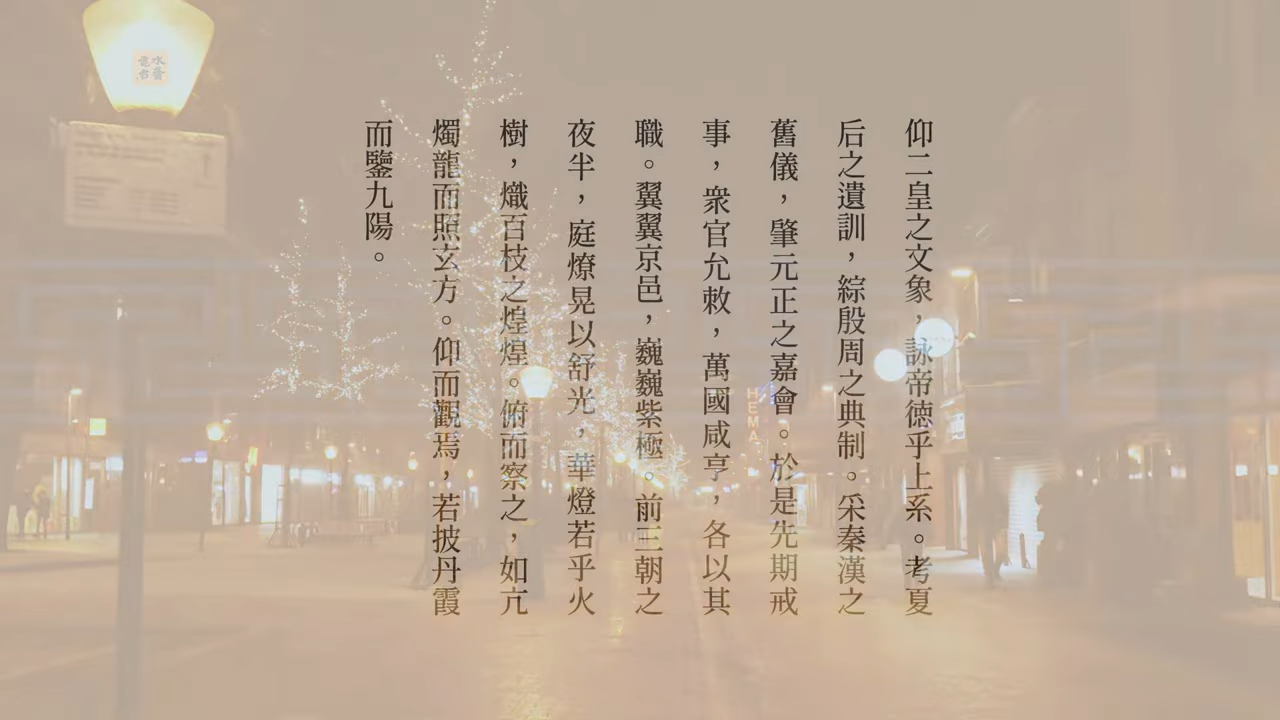 仰二皇之文象，詠帝徳乎上系。考夏
后之遺訓，綜殷周之典制。采秦漢之
舊儀，肇元正之嘉會。於是先期戒
事，衆官允敕，萬國咸亨，各以其
職。翼翼京邑，巍巍紫極。前三朝之
夜半，庭燎晃以舒光，華燈若乎火
樹，熾百枝之煌煌。俯而察之，如亢
燭龍而照玄方。仰而觀焉，若披丹霞
而鑒九陽。
HEMA